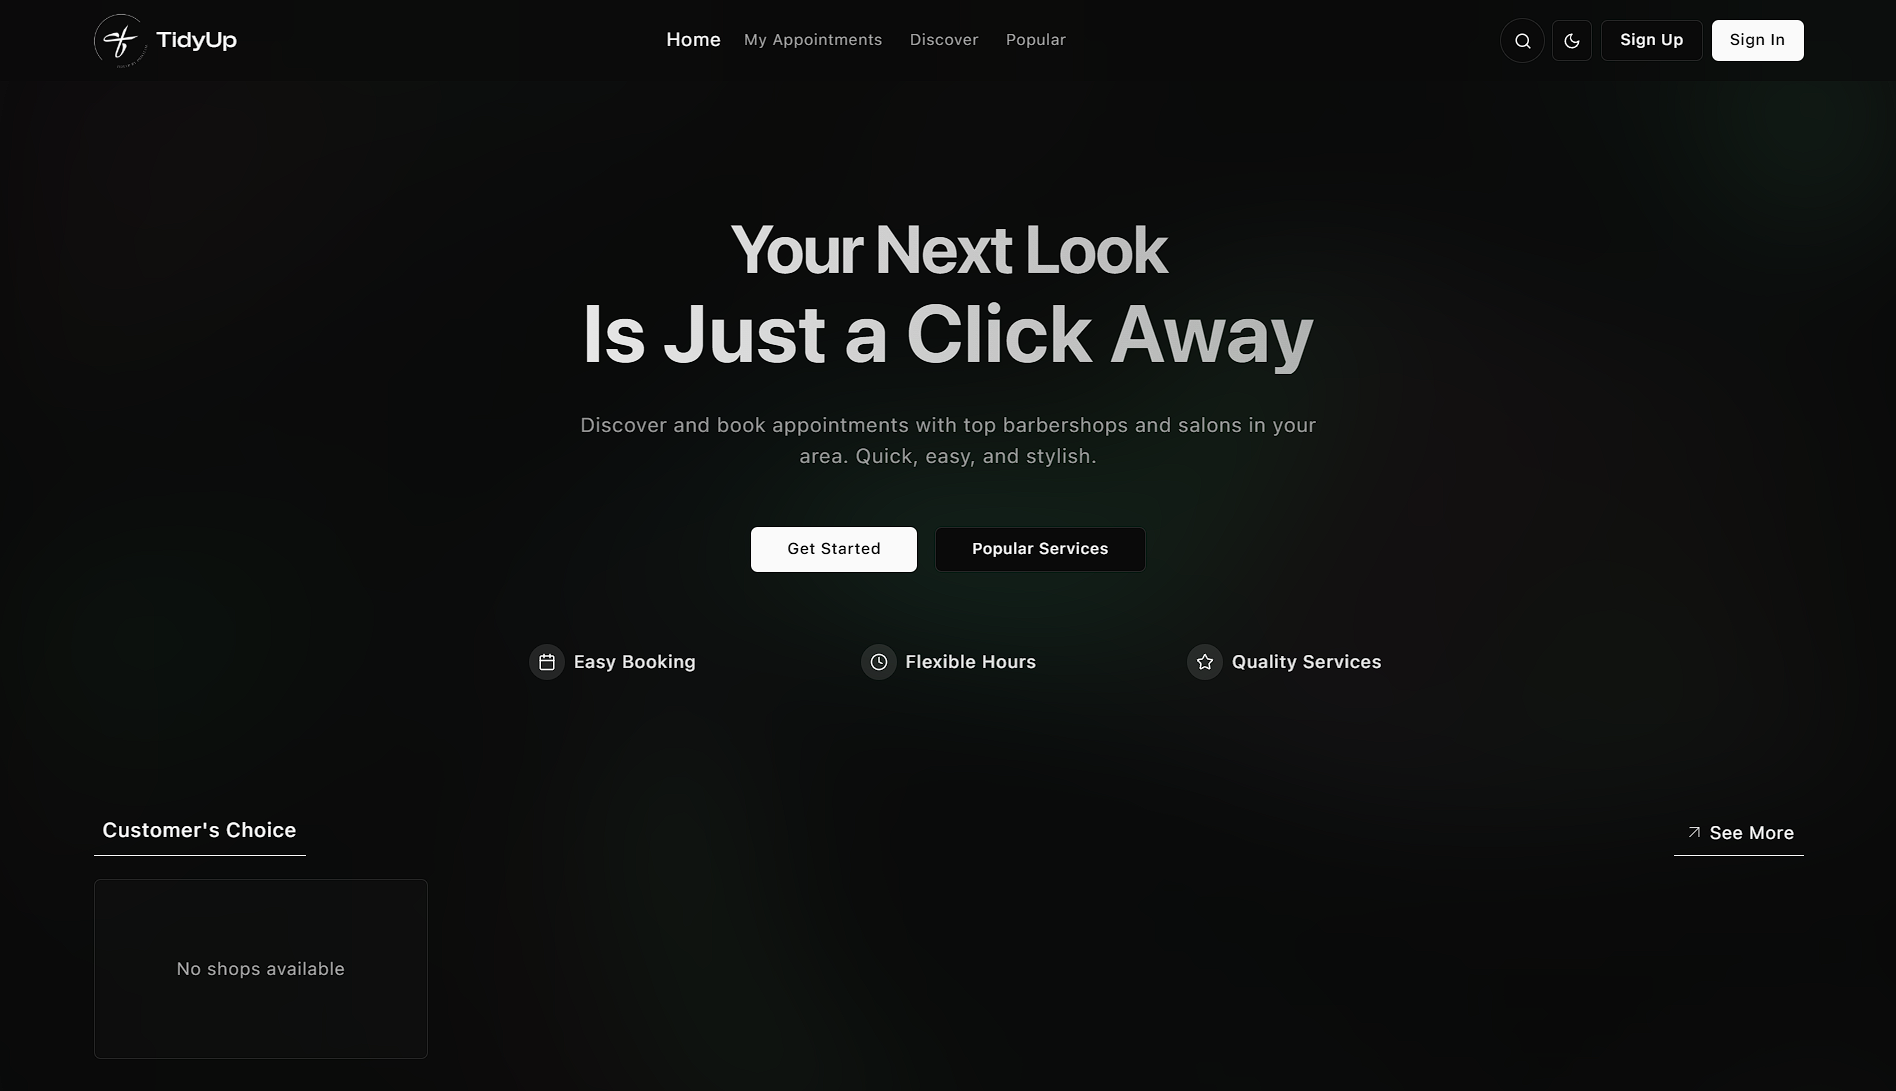 TidyUp
Home
My Appointments
Discover
Popular
Sign Up
Sign In
Your Next Look
Is Just a Click Away
Discover and book appointments with top barbershops and salons in your
area. Quick, easy, and stylish.
Get Started
Popular Services
Easy Booking
Flexible Hours
Quality Services
Customer's Choice
See More
No shops available